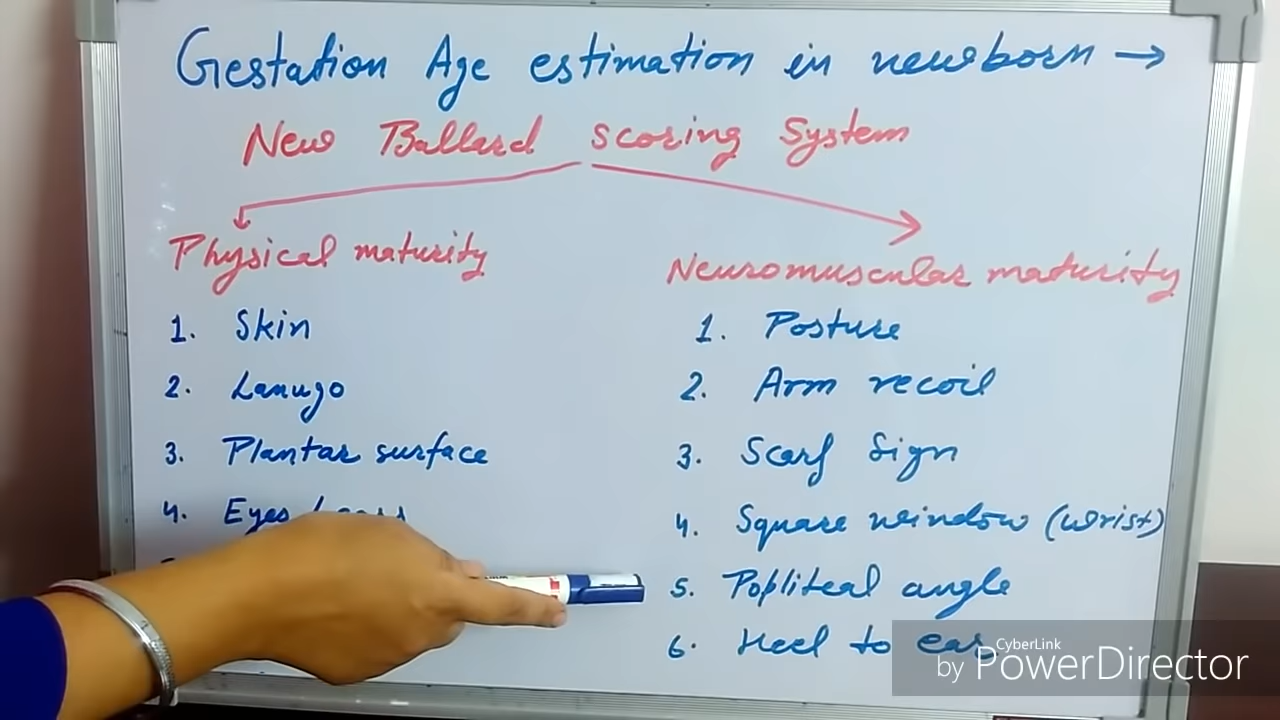 Gestation Age estimation in newborn →
New Ballard scoring System
Physical maturity
1. Skin
2. Lanugo
3. Plantar surface
4. Eyes /
Neuromuscular maturity
1. Posture
2. Arm recoil
3. Scarf Sign
4. Square window (wrist)
5. Popliteal angle
6. Heel to ear
CyberLink
by PowerDirector